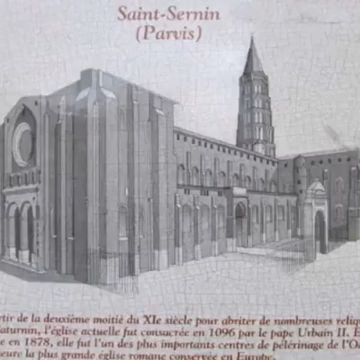 Saint-Sernin
(Parvis)
rtir de la deuxième moitié du XIe siècle pour abriter de nombreuses reliq
aturnin, l'église actuelle fut consacrée en 1096 par le pape Urbain II. É
e en 1878, elle fut l'un des plus importants centres de pèlerinage de l'O
eure la plus grande église romane conservée en Europe.